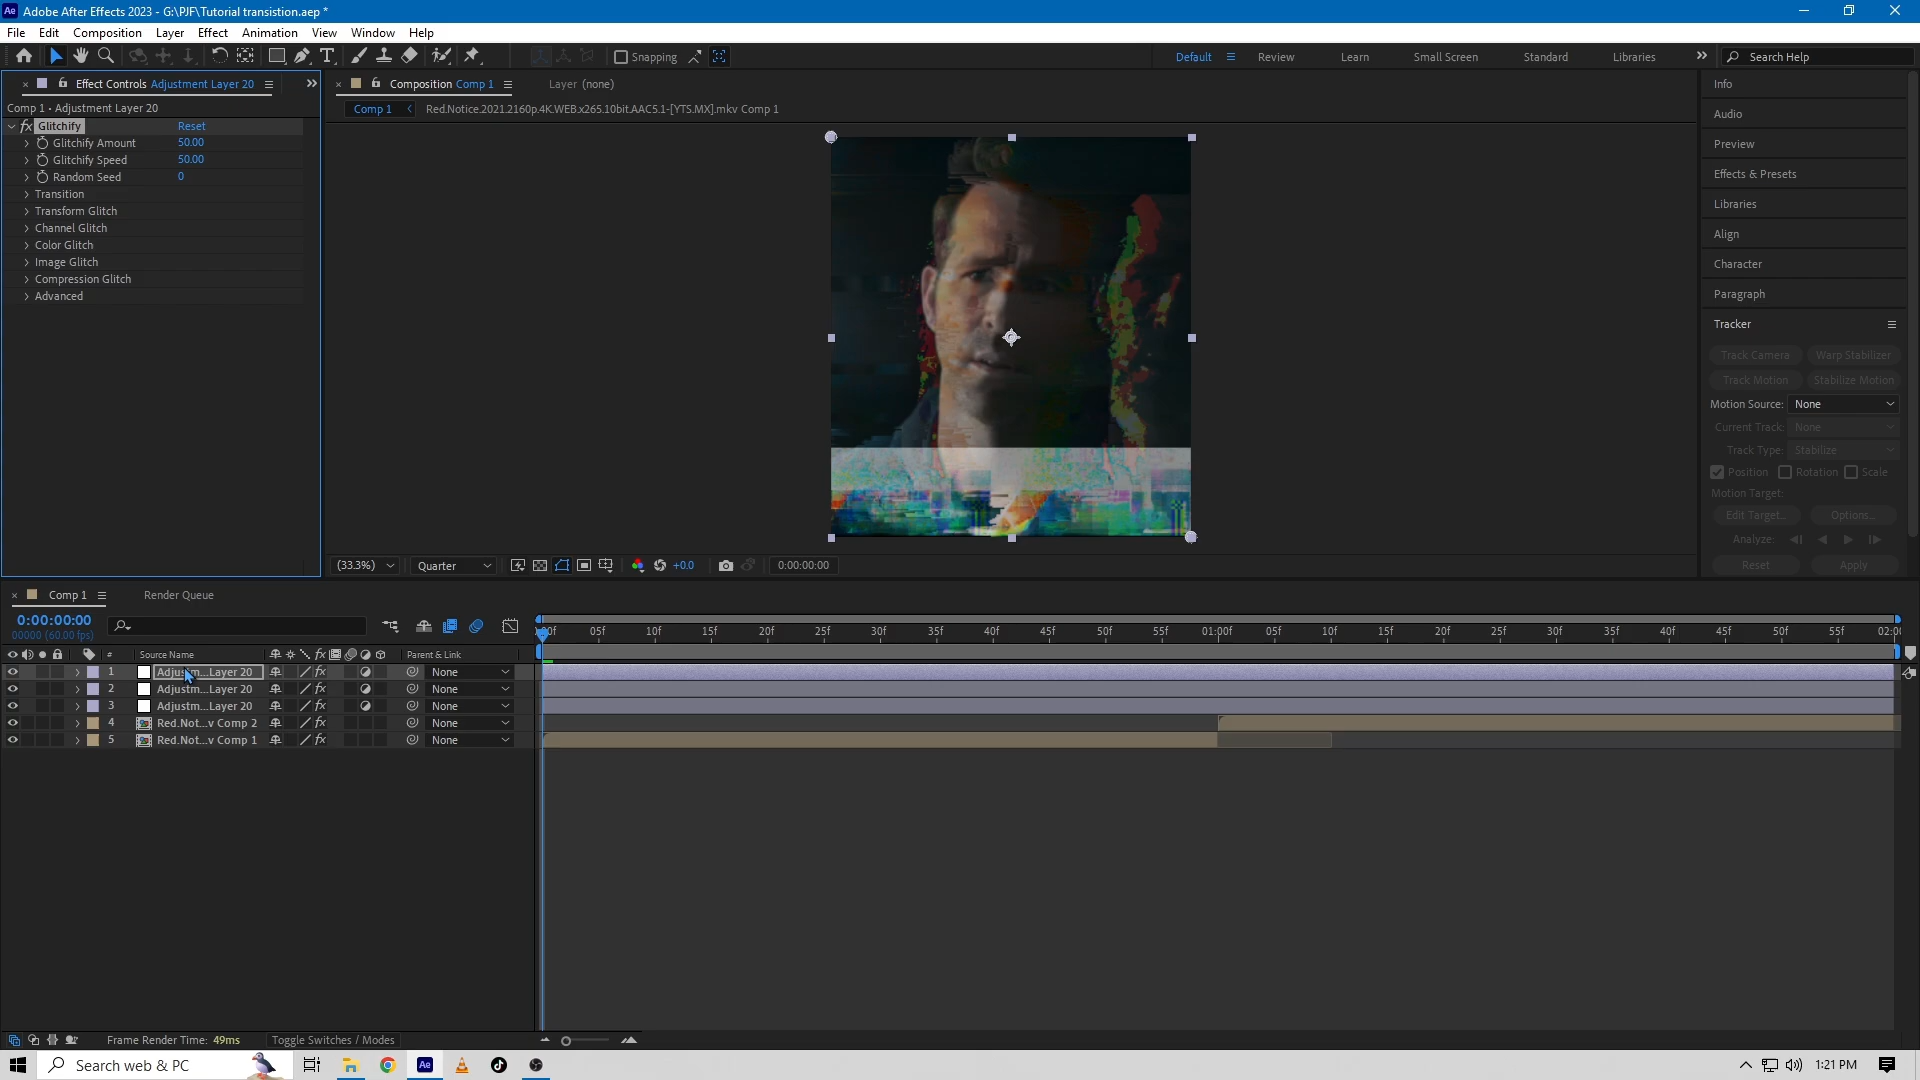 Ae Adobe After Effects 2023 - G:\PJF\Tutorial transistion.aep *
File Edit Composition Layer Effect Animation View Window Help
Snapping Default Review Learn Small Screen Standard Libraries Search Help
Effect Controls Adjustment Layer 20
Composition Comp 1
Layer (none)
Comp 1 • Adjustment Layer 20
Comp 1 Red.Notice.2021.2160p.4K.WEB.x265.10bit.AAC5.1-[YTS.MX].mkv Comp 1
fx Glitchify Reset
Glitchify Amount 50.00
Glitchify Speed 50.00
Random Seed 0
Transition
Transform Glitch
Channel Glitch
Color Glitch
Image Glitch
Compression Glitch
Advanced
Info
Audio
Preview
Effects & Presets
Libraries
Align
Character
Paragraph
Tracker
Track Camera Warp Stabilizer
Track Motion Stabilize Motion
Motion Source: None
Current Track: None
Track Type: Stabilize
Position Rotation Scale
Motion Target:
Edit Target... Options...
Analyze:
Reset Apply
(33.3%) Quarter +0.0 0:00:00:00
Comp 1 Render Queue
0:00:00:00
00000 (60.00 fps)
05f 10f 15f 20f 25f 30f 35f 40f 45f 50f 55f 01:00f 05f 10f 15f 20f 25f 30f 35f 40f 45f 50f 55f
# Source Name fx Parent & Link
1 Adjustm...Layer 20 fx None
2 Adjustm...Layer 20 fx None
3 Adjustm...Layer 20 fx None
4 Red.Not...v Comp 2 fx None
5 Red.Not...v Comp 1 fx None
Frame Render Time: 49ms Toggle Switches / Modes
Search web & PC Ae 1:21 PM